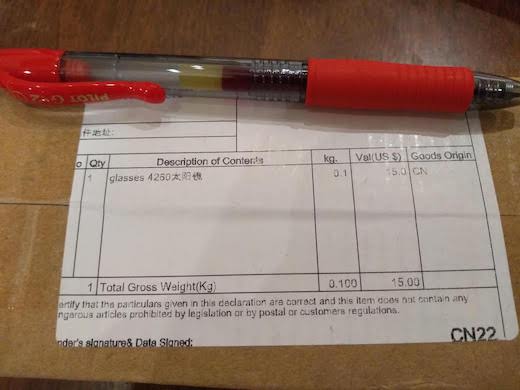 PILOT G-2
件地址:
o Qty Description of Contents kg. Val(US $) Goods Origin
1 glasses 4260太阳镜 0.1 15.0 CN
1 Total Gross Weight(Kg) 0.100 15.00
ertify that the particulars given in this declaration are correct and this item does not contain any
ngerous articles prohibited by legislation or by postal or customers regulations.
CN22
nder's signature& Data Signed: